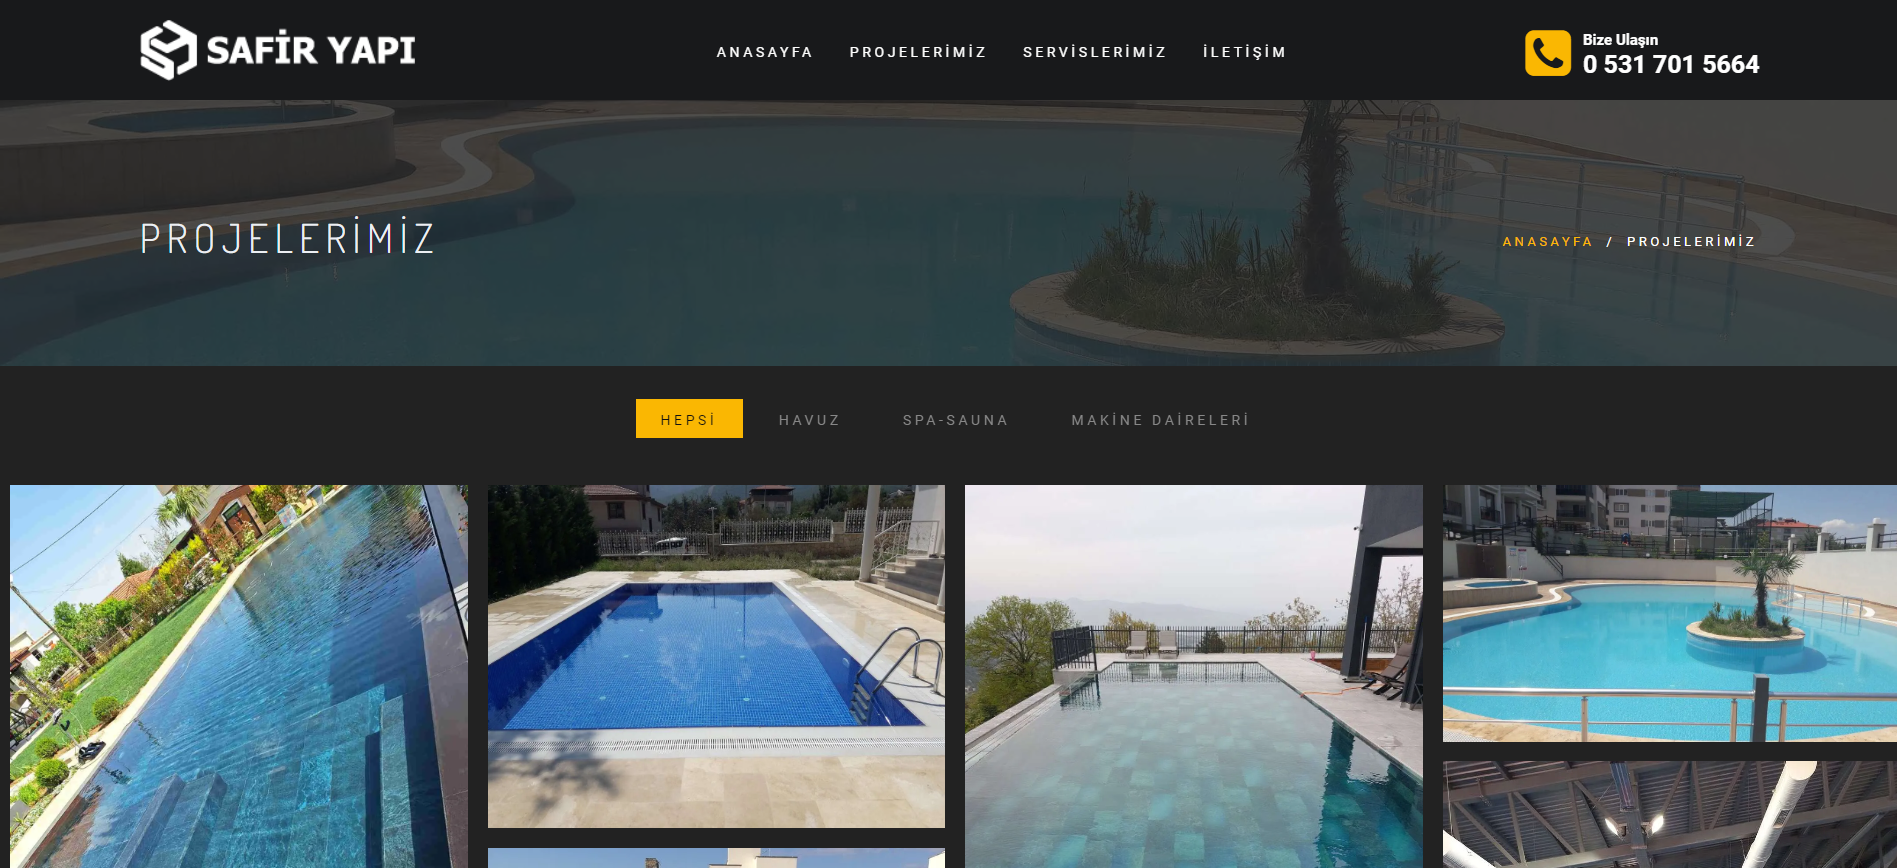 SAFİR YAPI
ANASAYFA PROJELERİMİZ SERVİSLERİMİZ İLETİŞİM
Bize Ulaşın
0 531 701 5664
PROJELERİMİZ
ANASAYFA / PROJELERİMİZ
HEPSİ HAVUZ SPA-SAUNA MAKİNE DAİRELERİ